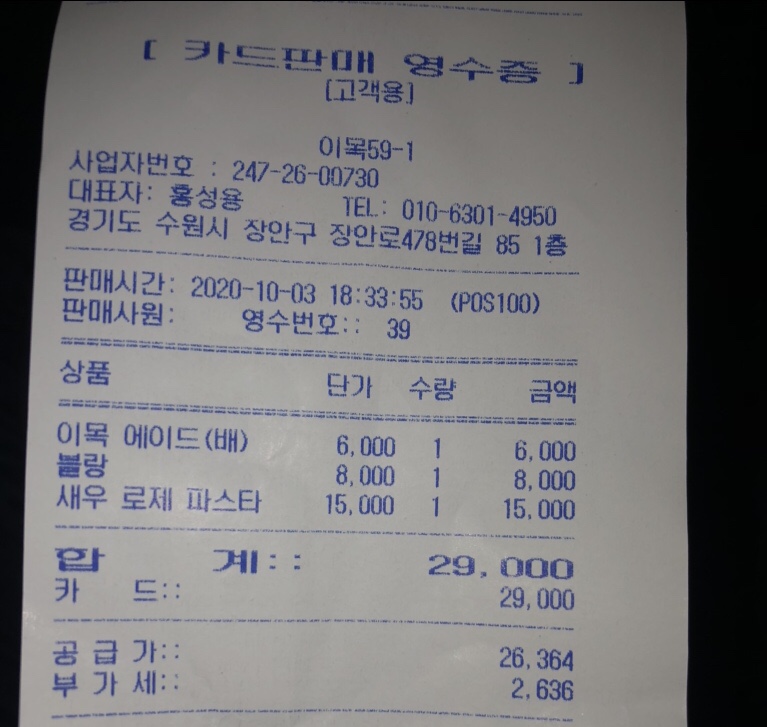 [ 카드판매 영수증 ]
[고객용]
이목59-1
사업자번호 : 247-26-00730
대표자: 홍성용 TEL: 010-6301-4950
경기도 수원시 장안구 장안로478번길 85 1층
판매시간: 2020-10-03 18:33:55 (POS100)
판매사원: 영수번호:: 39
상품 단가 수량 금액
이목 에이드(배) 6,000 1 6,000
블랑 8,000 1 8,000
새우 로제 파스타 15,000 1 15,000
합 계:: 29,000
카 드:: 29,000
공 급 가:: 26,364
부 가 세:: 2,636